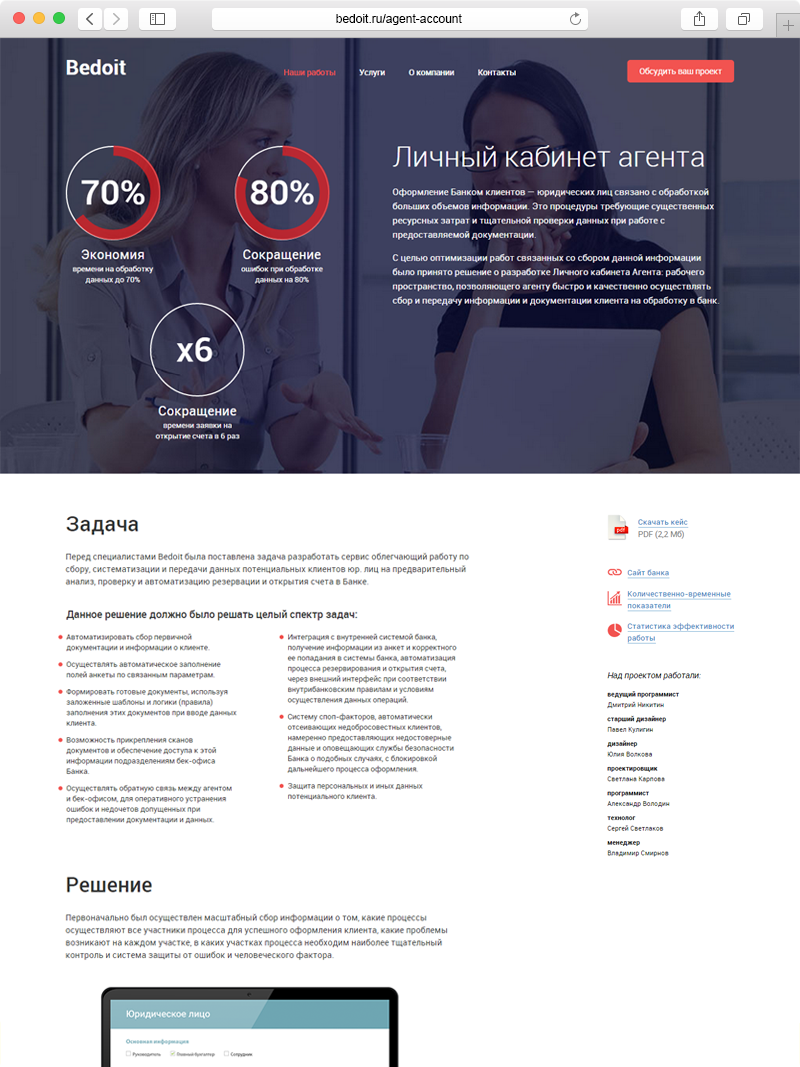 bedoit.ru/agent-account
Bedoit
Наши работы
Услуги
О компании
Контакты
Обсудить ваш проект
70%
Экономия
времени на обработку
данных до 70%
80%
Сокращение
ошибок при обработке
данных на 80%
x6
Сокращение
времени заявки на
открытие счета в 6 раз
Личный кабинет агента
Оформление Банком клиентов — юридических лиц связано с обработкой
больших объемов информации. Это процедуры требующие существенных
ресурсных затрат и тщательной проверки данных при работе с
предоставляемой документации.
С целью оптимизации работ связанных со сбором данной информации
было принято решение о разработке Личного кабинета Агента: рабочего
пространство, позволяющего агенту быстро и качественно осуществлять
сбор и передачу информации и документации клиента на обработку в банк.
Задача
Перед специалистами Bedoit была поставлена задача разработать сервис облегчающий работу по
сбору, систематизации и передачи данных потенциальных клиентов юр. лиц на предварительный
анализ, проверку и автоматизацию резервации и открытия счета в Банке.
Данное решение должно было решать целый спектр задач:
Автоматизировать сбор первичной
документации и информации о клиенте.
Осуществлять автоматическое заполнение
полей анкеты по связанным параметрам.
Формировать готовые документы, используя
заложенные шаблоны и логики (правила)
заполнения этих документов при вводе данных
клиента.
Возможность прикрепления сканов
документов и обеспечение доступа к этой
информации подразделениям бек-офиса
Банка.
Осуществлять обратную связь между агентом
и бек-офисом, для оперативного устранения
ошибок и недочетов допущенных при
предоставлении документации и данных.
Интеграция с внутренней системой банка,
получение информации из анкет и корректного
ее попадания в системы банка, автоматизация
процесса резервирования и открытия счета,
через внешний интерфейс при соответствии
внутрибанковским правилам и условиям
осуществления данных операций.
Систему споп-факторов, автоматически
отсеивающих недобросовестных клиентов,
намеренно предоставляющих недостоверные
данные и оповещающих службы безопасности
Банка о подобных случаях, с блокировкой
дальнейшего процесса оформления.
Защита персональных и иных данных
потенциального клиента.
pdf
Скачать кейс
PDF (2,2 Мб)
Сайт банка
Количественно-временные
показатели
Статистика эффективности
работы
Над проектом работали:
ведущий программист
Дмитрий Никитин
старший дизайнер
Павел Кулигин
дизайнер
Юлия Волкова
проектировщик
Светлана Карпова
программист
Александр Володин
технолог
Сергей Светлаков
менеджер
Владимир Смирнов
Решение
Первоначально был осуществлен масштабный сбор информации о том, какие процессы
осуществляют все участники процесса для успешного оформления клиента, какие проблемы
возникают на каждом участке, в каких участках процесса необходим наиболее тщательный
контроль и система защиты от ошибок и человеческого фактора.
Юридическое лицо
Основная информация
Руководитель
Главный бухгалтер
Сотрудник